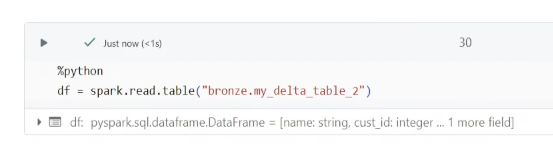 Just now (<1s)
30
%python
df = spark.read.table("bronze.my_delta_table_2")
df: pyspark.sql.dataframe.DataFrame = [name: string, cust_id: integer ... 1 more field]